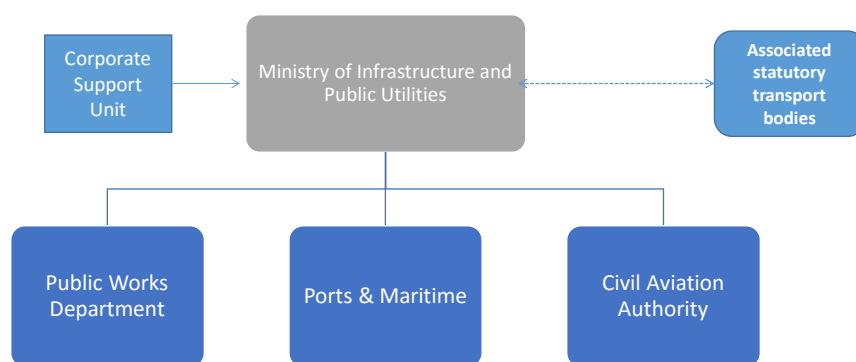 Corporate
Support
Unit
Ministry of Infrastructure and
Public Utilities
Associated
statutory
transport
bodies
Public Works
Department
Ports & Maritime
Civil Aviation
Authority